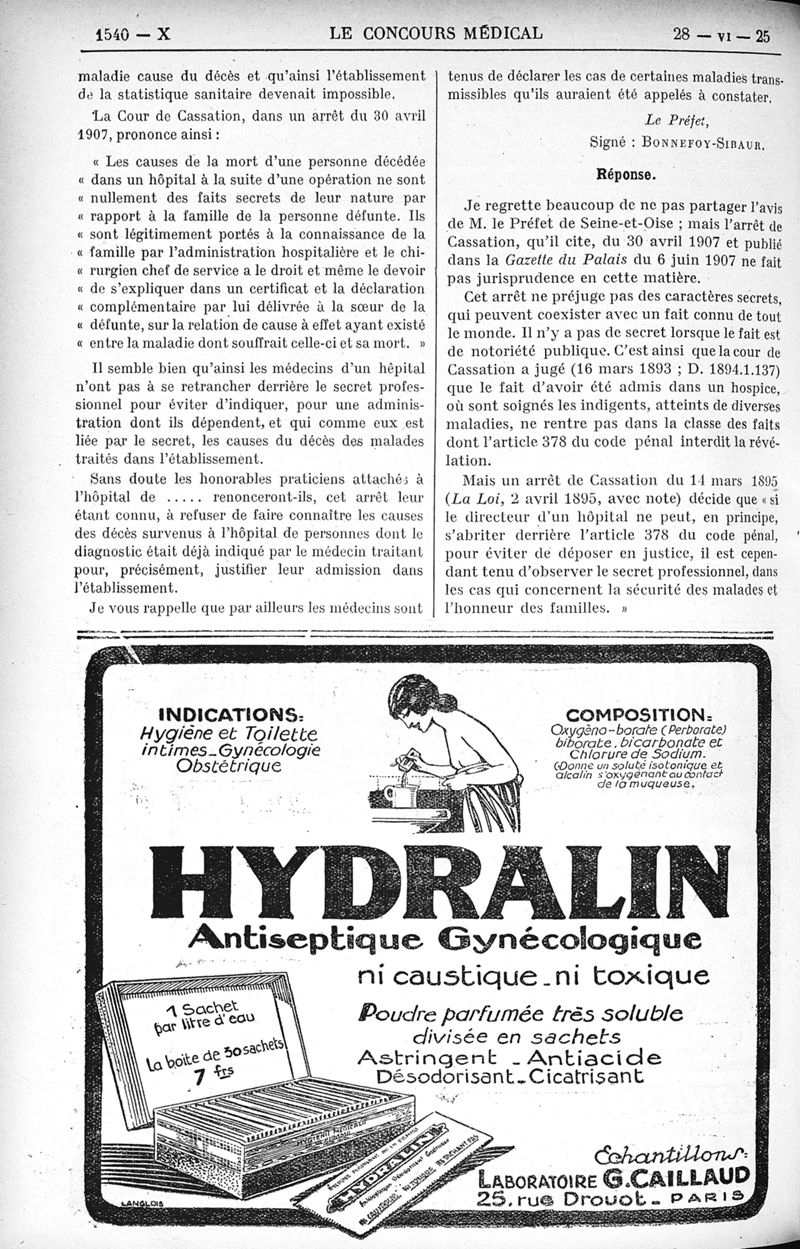 1540 — X
LE CONCOURS MÉDICAL
28 — VI — 25
maladie cause du décès et qu'ainsi l'établissement
de la statistique sanitaire devenait impossible.
La Cour de Cassation, dans un arrêt du 30 avril
1907, prononce ainsi :
« Les causes de la mort d'une personne décédée
« dans un hôpital à la suite d'une opération ne sont
« nullement des faits secrets de leur nature par
« rapport à la famille de la personne défunte. Ils
« sont légitimement portés à la connaissance de la
« famille par l'administration hospitalière et le chi-
« rurgien chef de service a le droit et même le devoir
« de s'expliquer dans un certificat et la déclaration
« complémentaire par lui délivrée à la sœur de la
« défunte, sur la relation de cause à effet ayant existé
« entre la maladie dont souffrait celle-ci et sa mort. »
Il semble bien qu'ainsi les médecins d'un hôpital
n'ont pas à se retrancher derrière le secret profes-
sionnel pour éviter d'indiquer, pour une adminis-
tration dont ils dépendent, et qui comme eux est
liée par le secret, les causes du décès des malades
traités dans l'établissement.
Sans doute les honorables praticiens attachés à
l'hôpital de ..... renonceront-ils, cet arrêt leur
étant connu, à refuser de faire connaître les causes
des décès survenus à l'hôpital de personnes dont le
diagnostic était déjà indiqué par le médecin traitant
pour, précisément, justifier leur admission dans
l'établissement.
Je vous rappelle que par ailleurs les médecins sont
tenus de déclarer les cas de certaines maladies trans-
missibles qu'ils auraient été appelés à constater.
Le Préfet,
Signé : BONNEFOY-SIBAUR.
Réponse.
Je regrette beaucoup de ne pas partager l'avis
de M. le Préfet de Seine-et-Oise ; mais l'arrêt de
Cassation, qu'il cite, du 30 avril 1907 et publié
dans la Gazette du Palais du 6 juin 1907 ne fait
pas jurisprudence en cette matière.
Cet arrêt ne préjuge pas des caractères secrets,
qui peuvent coexister avec un fait connu de tout
le monde. Il n'y a pas de secret lorsque le fait est
de notoriété publique. C'est ainsi que la cour de
Cassation a jugé (16 mars 1893 ; D. 1894.1.137)
que le fait d'avoir été admis dans un hospice,
où sont soignés les indigents, atteints de diverses
maladies, ne rentre pas dans la classe des faits
dont l'article 378 du code pénal interdit la révé-
lation.
Mais un arrêt de Cassation du 14 mars 1895
(La Loi, 2 avril 1895, avec note) décide que « si
le directeur d'un hôpital ne peut, en principe,
s'abriter derrière l'article 378 du code pénal,
pour éviter de déposer en justice, il est cepen-
dant tenu d'observer le secret professionnel, dans
les cas qui concernent la sécurité des malades et
l'honneur des familles. »
INDICATIONS:
Hygiène et Toilette
intimes_Gynécologie
Obstétrique
COMPOSITION:
Oxygéno-borate (Perborate)
biborate. bicarbonate et
Chlorure de Sodium.
(Donne un soluté isotonique et
alcalin s'oxygénant au contact
de la muqueuse.
HYDRALIN
Antiseptique Gynécologique
ni caustique_ni toxique
Poudre parfumée très soluble
divisée en sachets
Astringent _ Antiacide
Désodorisant_Cicatrisant
1 Sachet
par litre d'eau
La boite de 30 sachets
7 frs
HYDRALIN
Échantillons:
LABORATOIRE G.CAILLAUD
25, rue Drouot_ PARIS
LANGLOIS